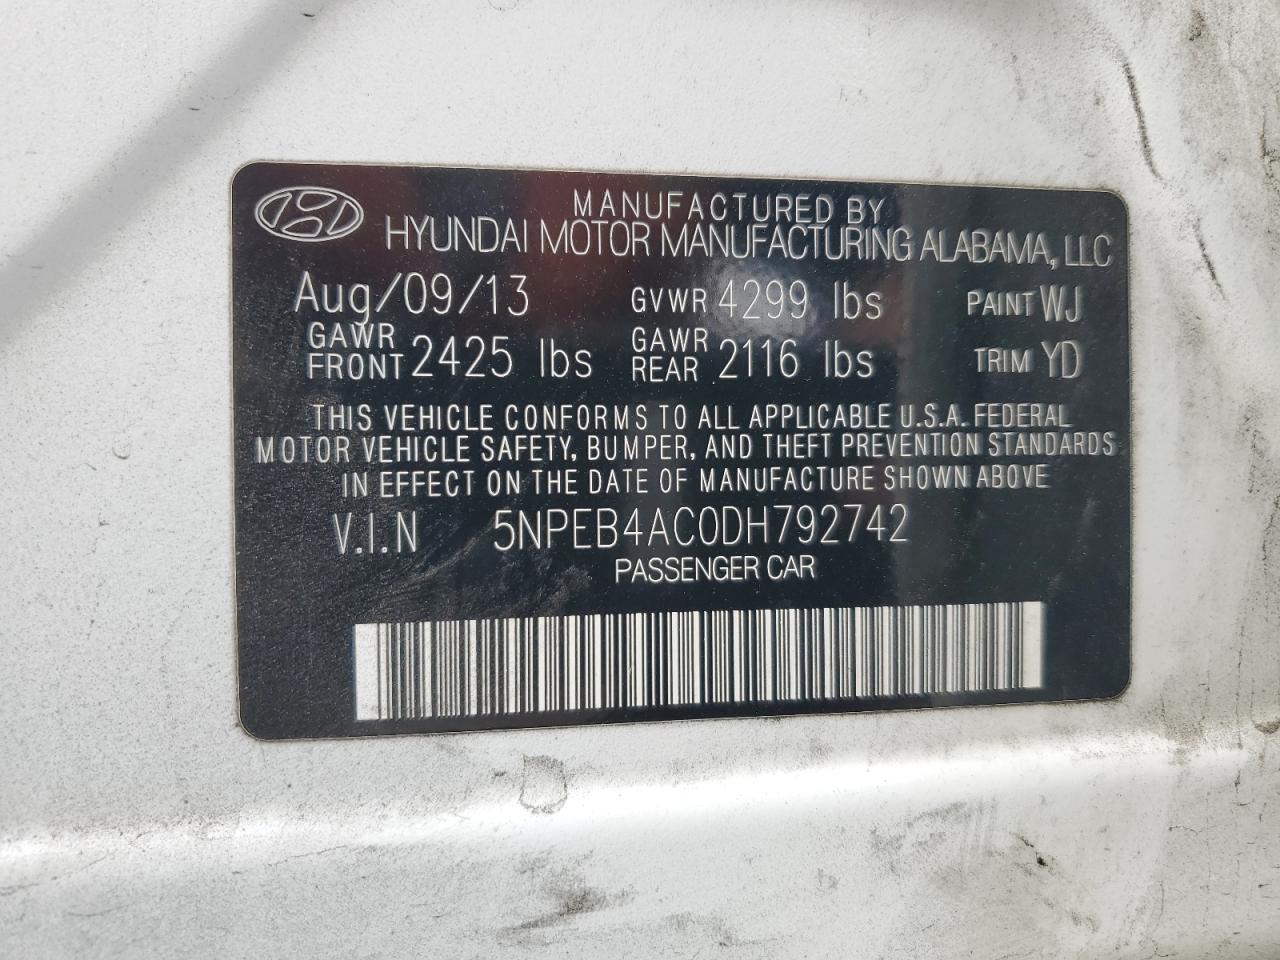 MANUFACTURED BY
HYUNDAI MOTOR MANUFACTURING ALABAMA, LLC
Aug/09/13 GVWR 4299 lbs PAINT WJ
GAWR FRONT 2425 lbs GAWR REAR 2116 lbs TRIM YD
THIS VEHICLE CONFORMS TO ALL APPLICABLE U.S.A. FEDERAL
MOTOR VEHICLE SAFETY, BUMPER, AND THEFT PREVENTION STANDARDS
IN EFFECT ON THE DATE OF MANUFACTURE SHOWN ABOVE
V.I.N 5NPEB4AC0DH792742
PASSENGER CAR